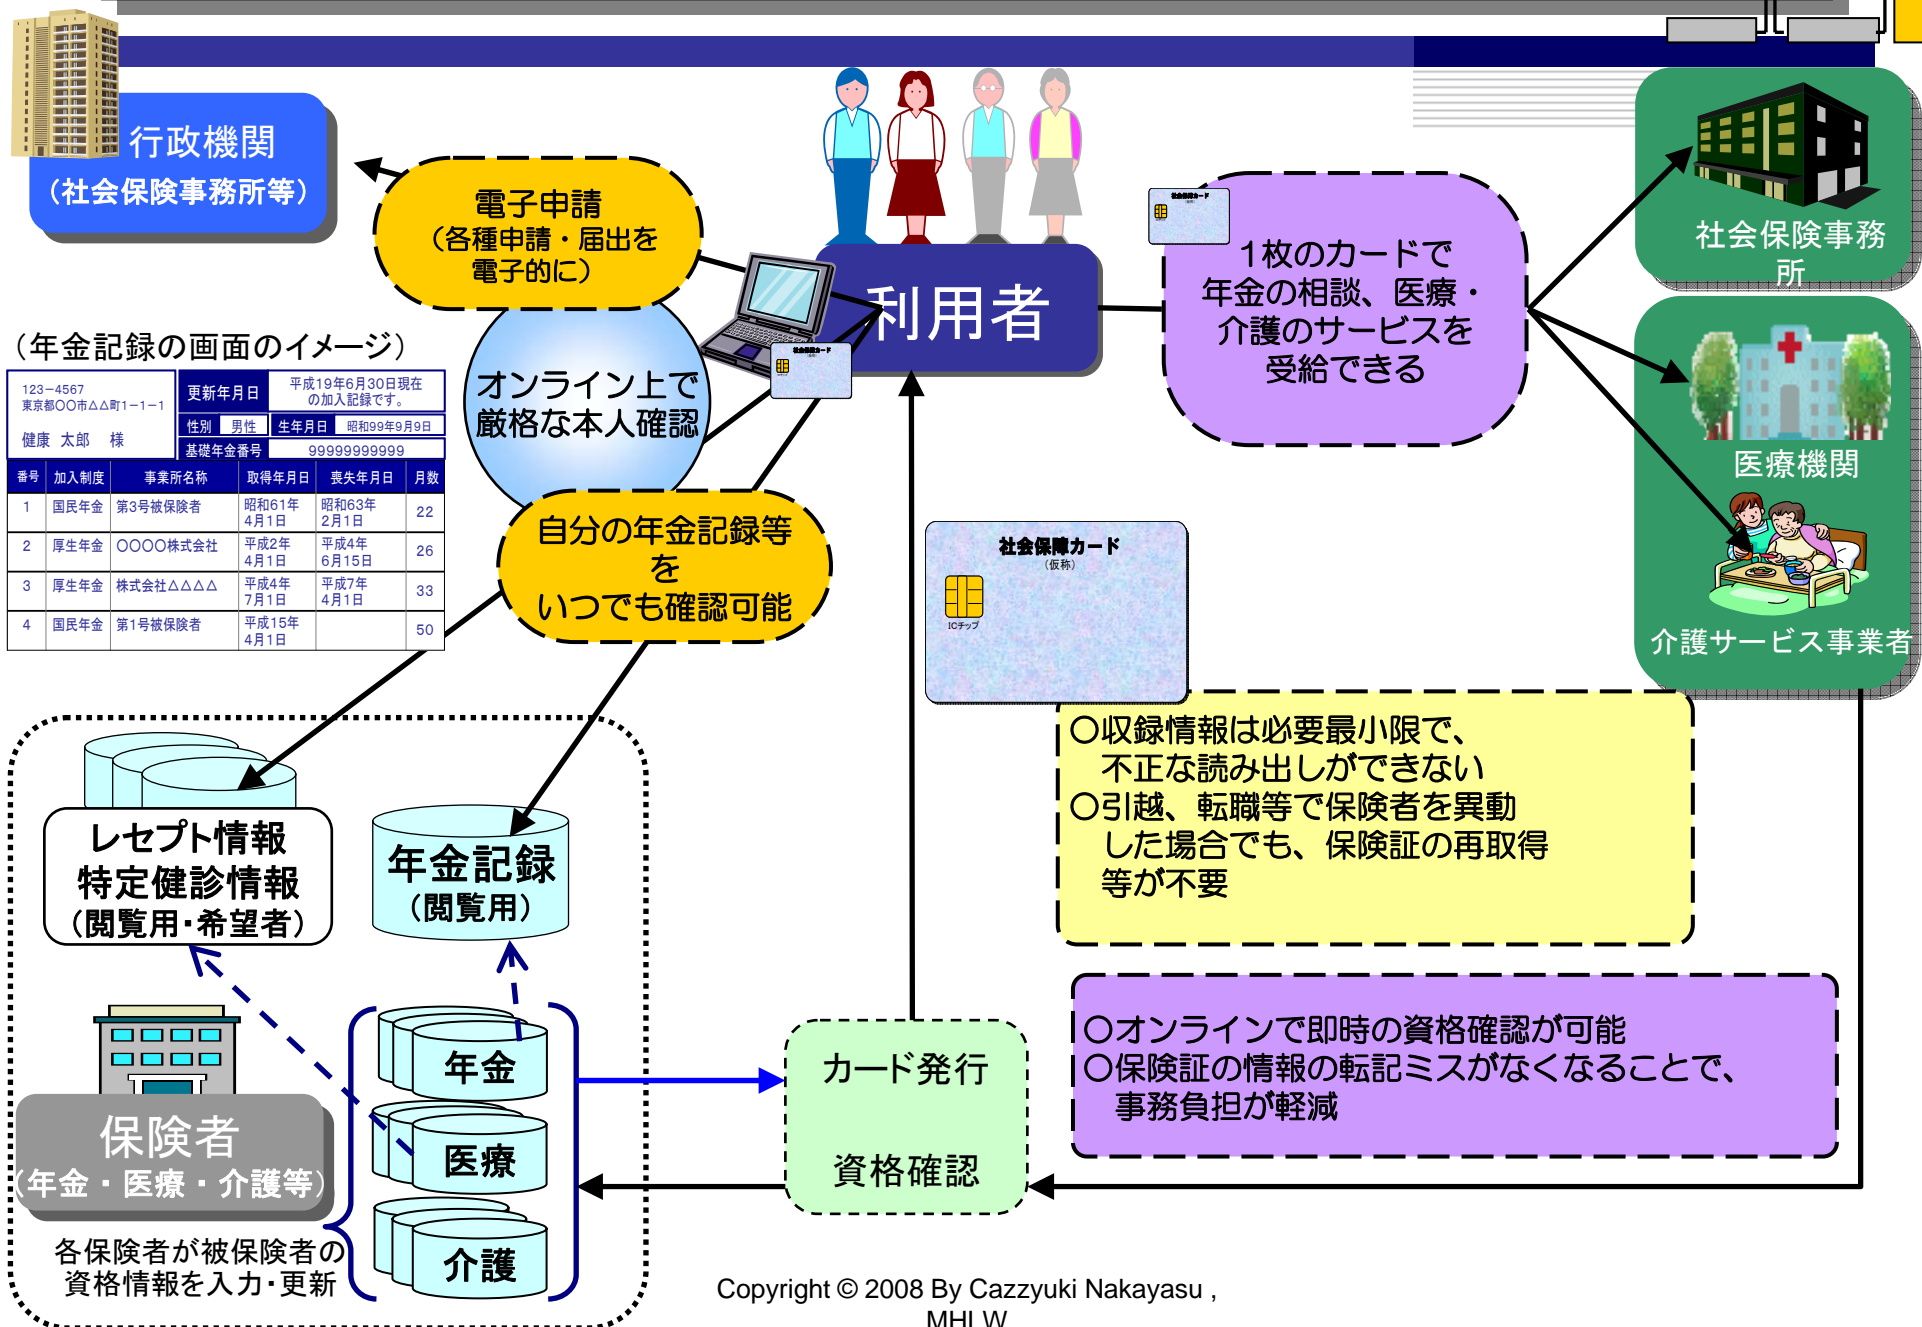 行政機関
（社会保険事務所等）
電子申請
（各種申請・届出を
電子的に）
利用者
社会保障カード
（仮称）
1枚のカードで
年金の相談、医療・
介護のサービスを
受給できる
社会保険事務
所
医療機関
介護サービス事業者
オンライン上で
厳格な本人確認
社会保障カード
自分の年金記録等
を
いつでも確認可能
（年金記録の画面のイメージ）
123－4567
東京都〇〇市△△町1－1－1
健康 太郎 様
更新年月日 平成19年6月30日現在
の加入記録です。
性別 男性 生年月日 昭和99年9月9日
基礎年金番号 99999999999
番号 加入制度 事業所名称 取得年月日 喪失年月日 月数
1 国民年金 第3号被保険者 昭和61年 昭和63年 22
4月1日 2月1日
2 厚生年金 〇〇〇〇株式会社 平成2年 平成4年 26
4月1日 6月15日
3 厚生年金 株式会社△△△△ 平成4年 平成7年 33
7月1日 4月1日
4 国民年金 第1号被保険者 平成15年 50
4月1日
社会保障カード
（仮称）
ICチップ
〇収録情報は必要最小限で、
不正な読み出しができない
〇引越、転職等で保険者を異動
した場合でも、保険証の再取得
等が不要
レセプト情報
特定健診情報
（閲覧用・希望者）
年金記録
（閲覧用）
〇オンラインで即時の資格確認が可能
〇保険証の情報の転記ミスがなくなることで、
事務負担が軽減
カード発行
資格確認
年金
医療
介護
保険者
（年金・医療・介護等）
各保険者が被保険者の
資格情報を入力・更新
Copyright © 2008 By Cazzyuki Nakayasu ,
MHLW